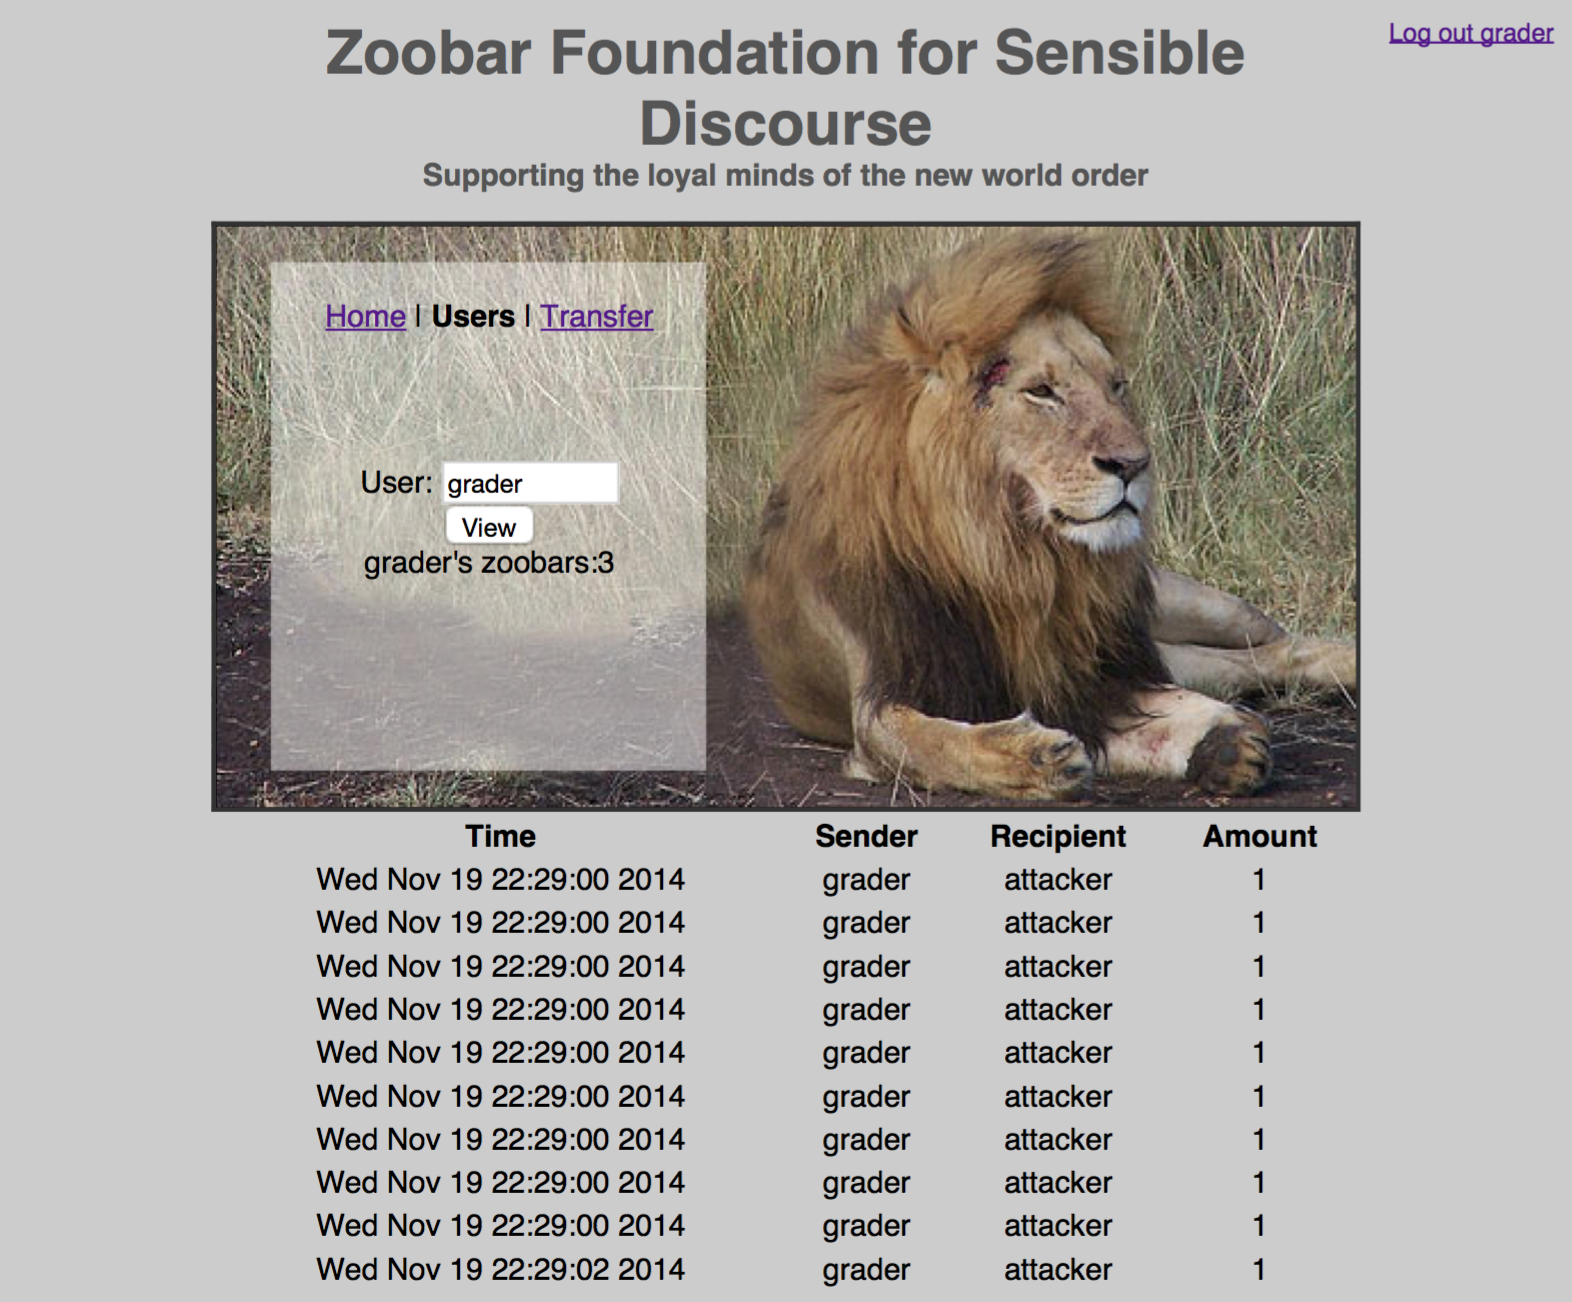 Log out grader
Zoobar Foundation for Sensible
Discourse
Supporting the loyal minds of the new world order
Home | Users | Transfer
User: grader
View
grader's zoobars:3
Time Sender Recipient Amount
Wed Nov 19 22:29:00 2014 grader attacker 1
Wed Nov 19 22:29:00 2014 grader attacker 1
Wed Nov 19 22:29:00 2014 grader attacker 1
Wed Nov 19 22:29:00 2014 grader attacker 1
Wed Nov 19 22:29:00 2014 grader attacker 1
Wed Nov 19 22:29:00 2014 grader attacker 1
Wed Nov 19 22:29:00 2014 grader attacker 1
Wed Nov 19 22:29:00 2014 grader attacker 1
Wed Nov 19 22:29:00 2014 grader attacker 1
Wed Nov 19 22:29:02 2014 grader attacker 1